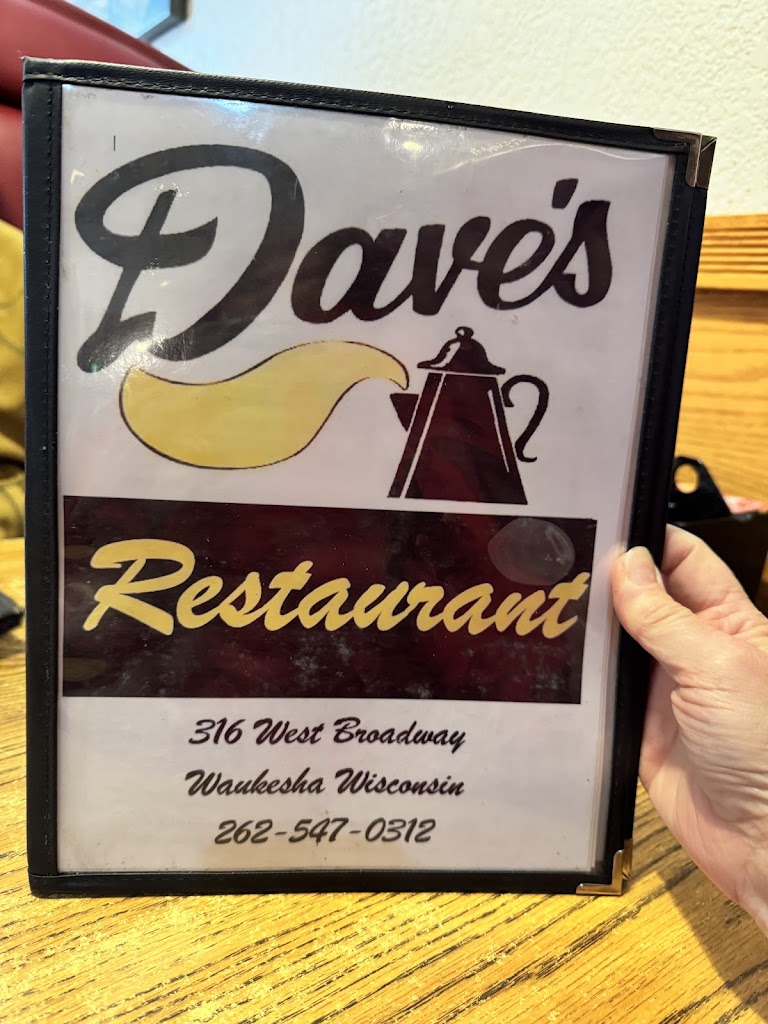 Dave's
Restaurant
316 West Broadway
Waukesha Wisconsin
262-547-0312